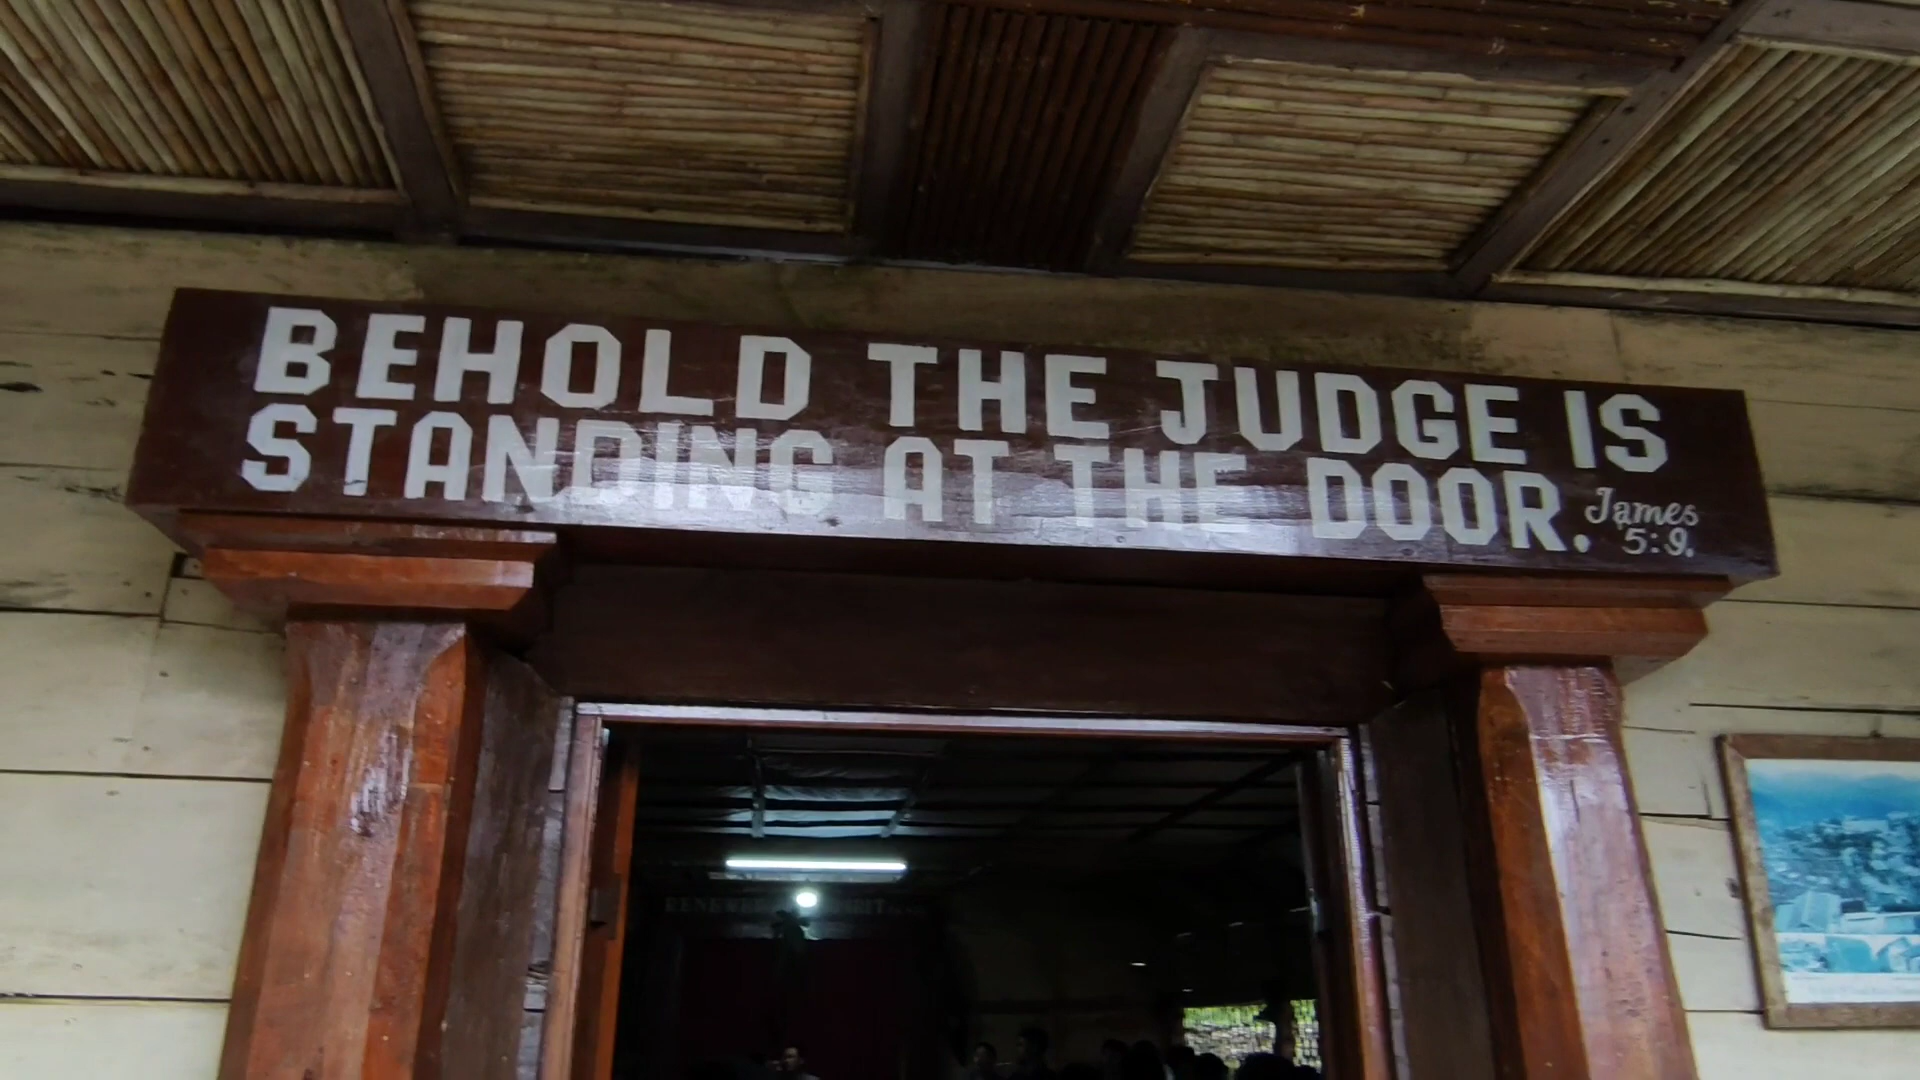 BEHOLD THE JUDGE IS
STANDING AT THE DOOR.
James
5:9.